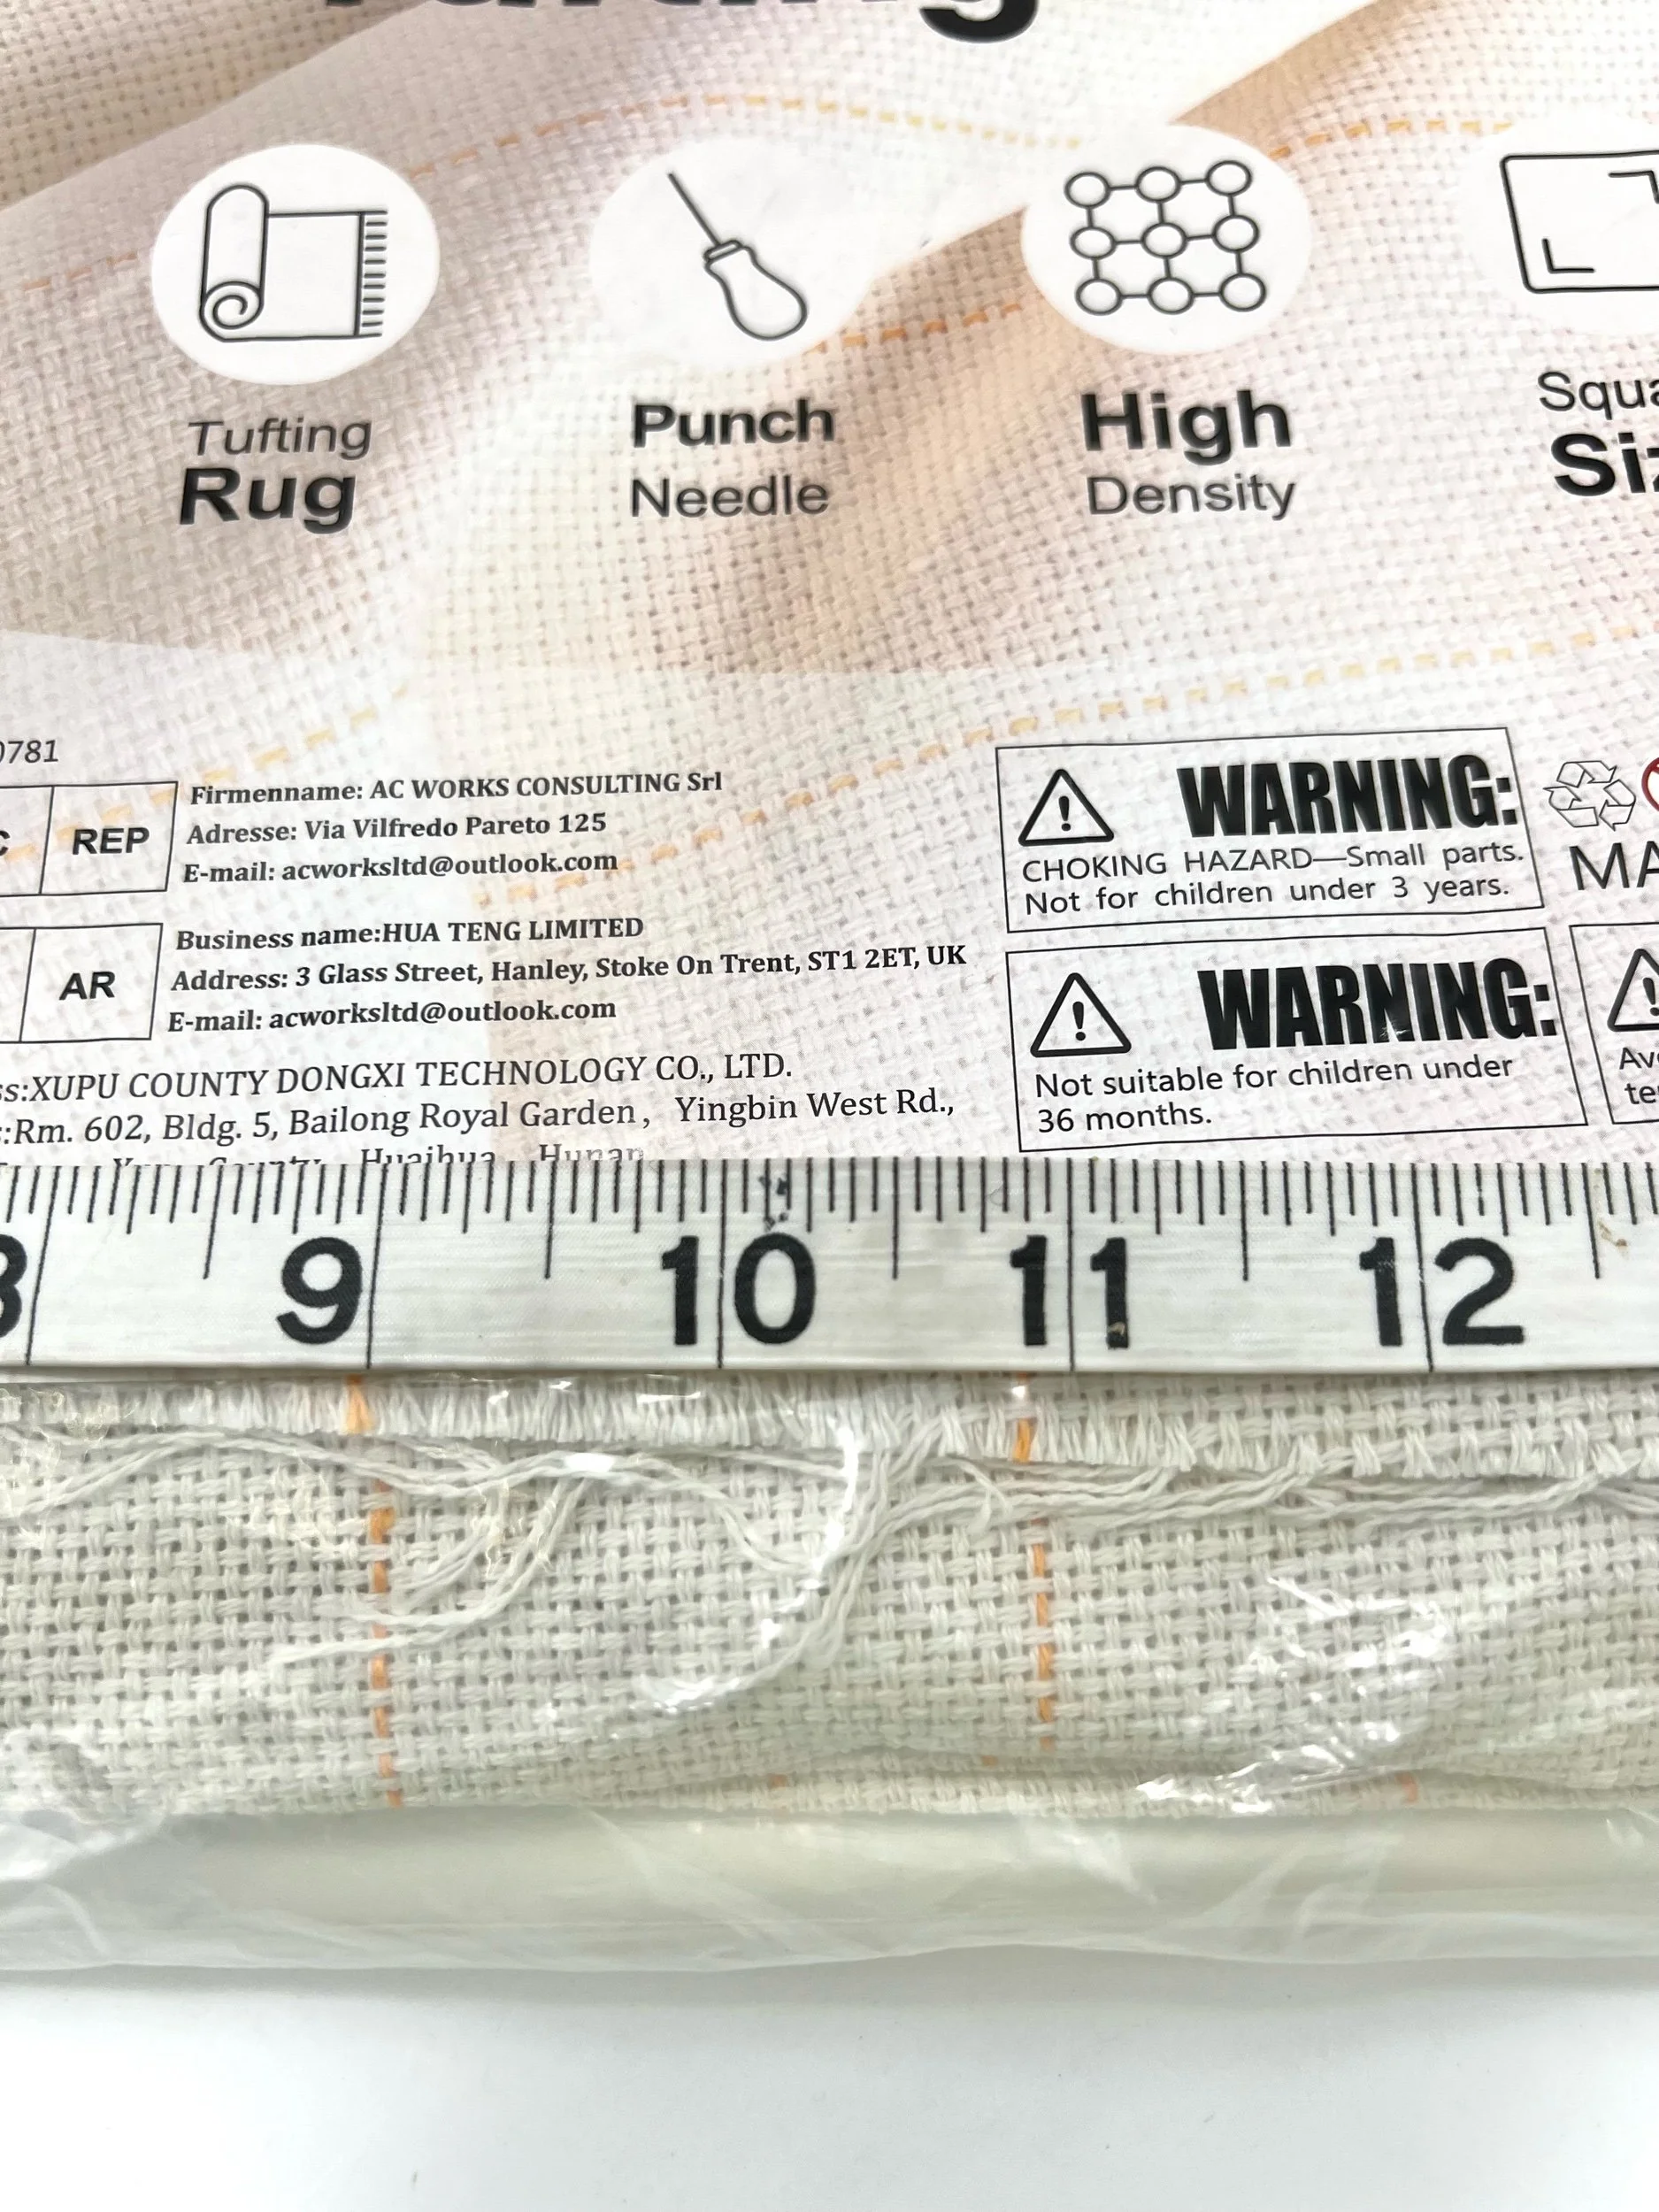 Tufting
Rug
Punch
Needle
High
Density
0781
REP
Firmenname: AC WORKS CONSULTING Srl
Adresse: Via Vilfredo Pareto 125
E-mail: acworksltd@outlook.com
AR
Business name:HUA TENG LIMITED
Address: 3 Glass Street, Hanley, Stoke On Trent, ST1 2ET, UK
E-mail: acworksltd@outlook.com
XUPU COUNTY DONGXI TECHNOLOGY CO., LTD.
Rm. 602, Bldg. 5, Bailong Royal Garden, Yingbin West Rd.,
Huaihua Hunan
WARNING:
CHOKING HAZARD—Small parts.
Not for children under 3 years.
WARNING:
Not suitable for children under
36 months.
8 9 10 11 12